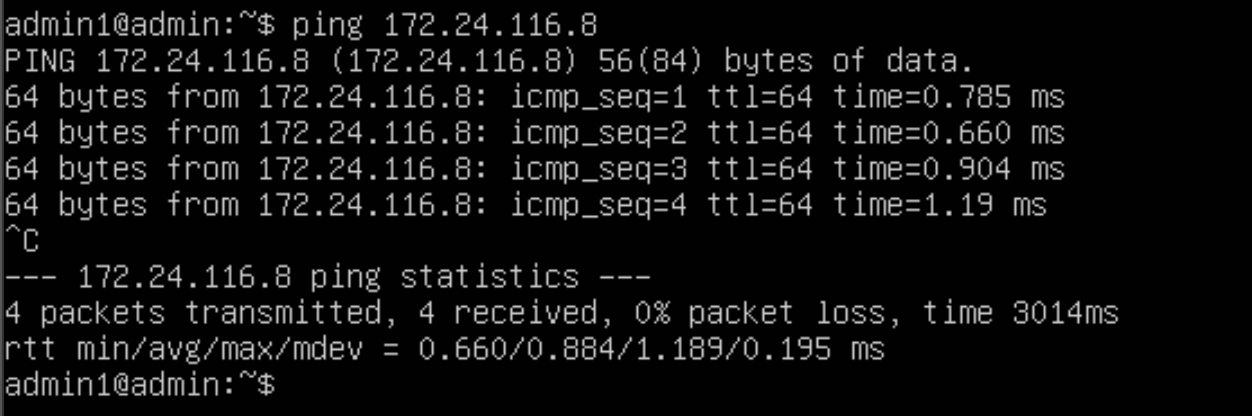 admin1@admin:~$ ping 172.24.116.8
PING 172.24.116.8 (172.24.116.8) 56(84) bytes of data.
64 bytes from 172.24.116.8: icmp_seq=1 ttl=64 time=0.785 ms
64 bytes from 172.24.116.8: icmp_seq=2 ttl=64 time=0.660 ms
64 bytes from 172.24.116.8: icmp_seq=3 ttl=64 time=0.904 ms
64 bytes from 172.24.116.8: icmp_seq=4 ttl=64 time=1.19 ms
^C
--- 172.24.116.8 ping statistics ---
4 packets transmitted, 4 received, 0% packet loss, time 3014ms
rtt min/avg/max/mdev = 0.660/0.884/1.189/0.195 ms
admin1@admin:~$